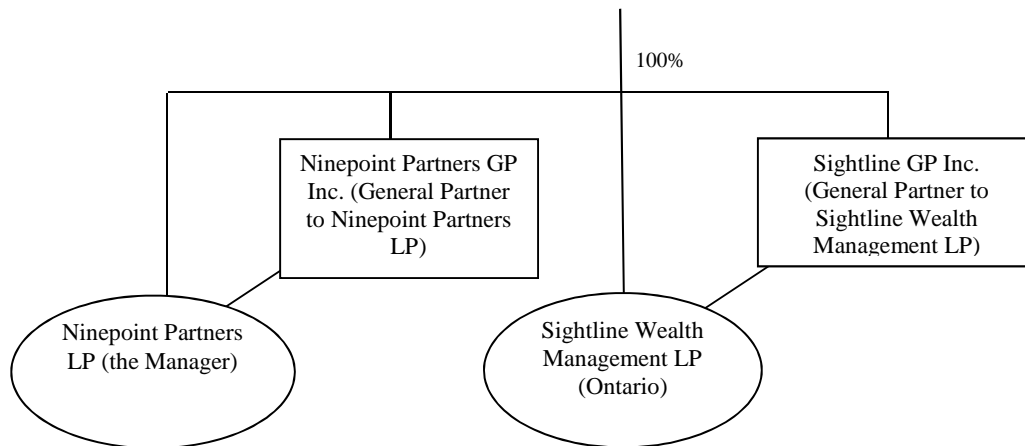 100%
Ninepoint Partners GP
Inc. (General Partner
to Ninepoint Partners
LP)
Sightline GP Inc.
(General Partner to
Sightline Wealth
Management LP)
Ninepoint Partners
LP (the Manager)
Sightline Wealth
Management LP
(Ontario)